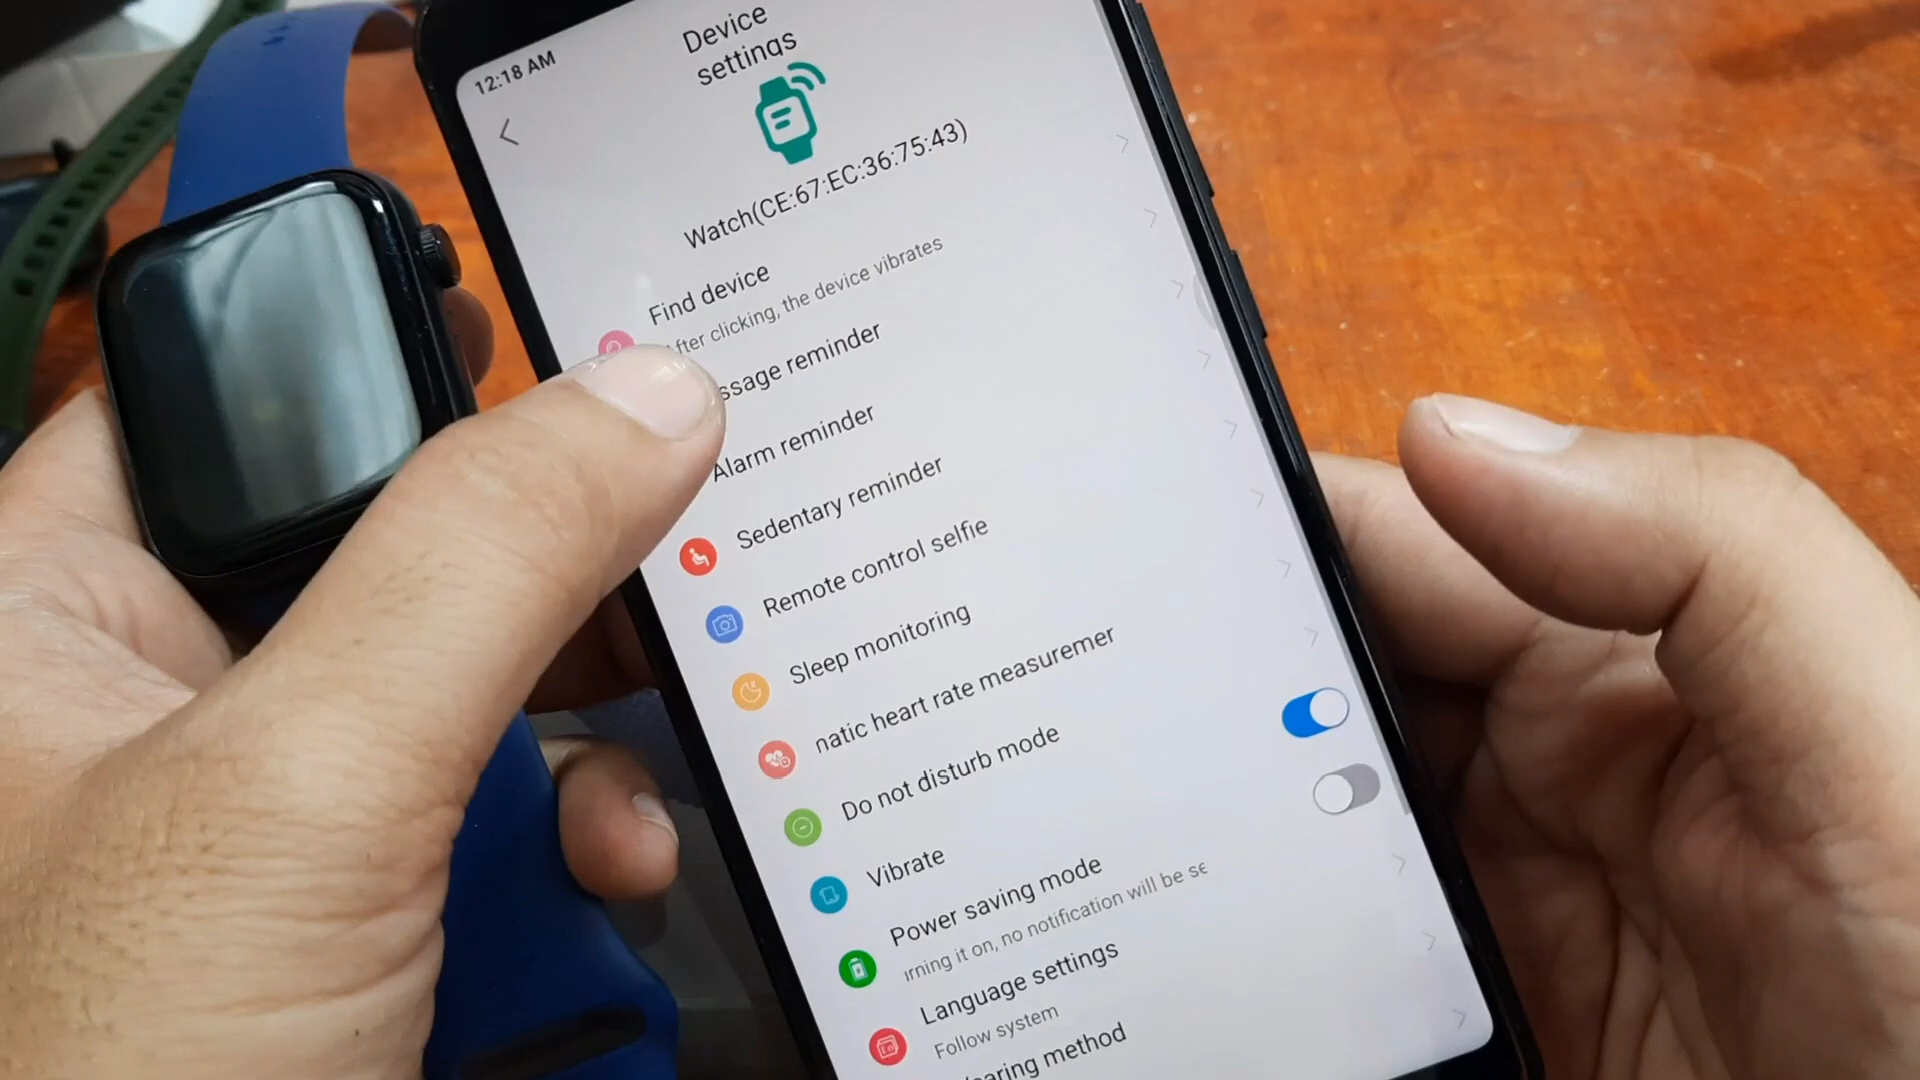 12:18 AM
Device
settings
Watch(CE:67:EC:36:75:43)
Find device
fter clicking, the device vibrates
ssage reminder
Alarm reminder
Sedentary reminder
Remote control selfie
Sleep monitoring
natic heart rate measuremer
Do not disturb mode
Vibrate
Power saving mode
rning it on, no notification will be se
Language settings
Follow system
earing method